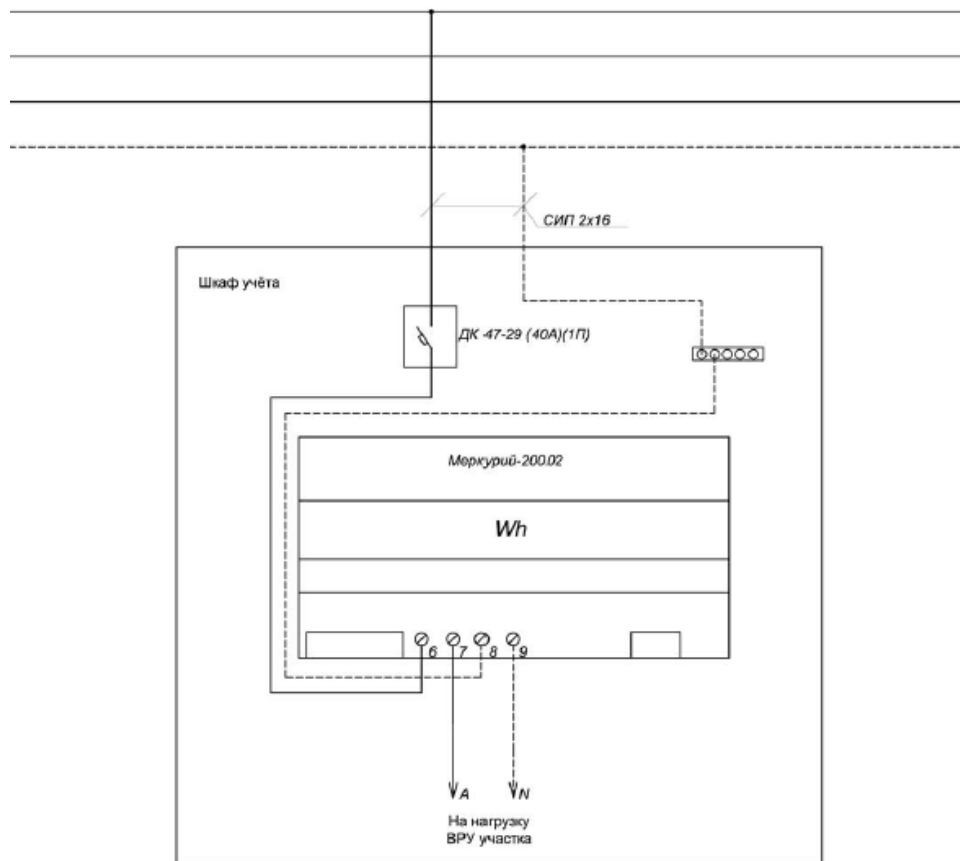 СИП 2х16
Шкаф учёта
ДК -47-29 (40А)(1П)
Меркурий-200.02
Wh
6 7 8 9
А N
На нагрузку
ВРУ участка